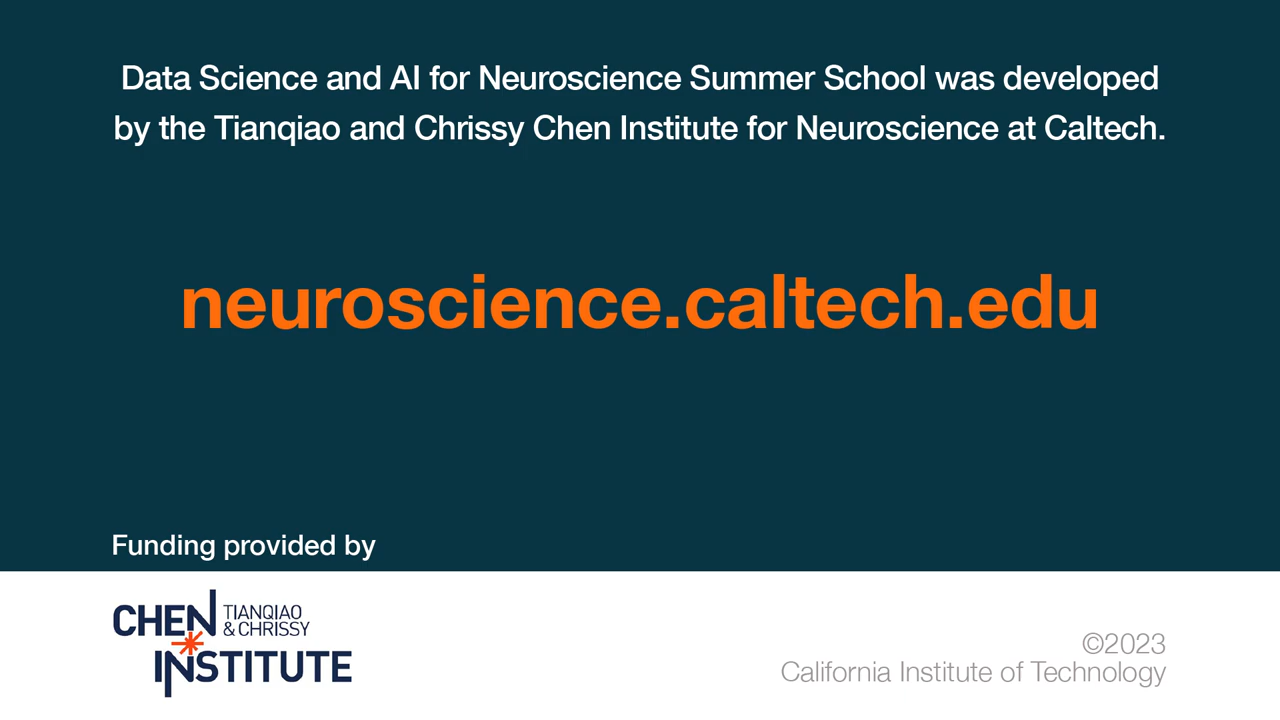 Data Science and AI for Neuroscience Summer School was developed
by the Tianqiao and Chrissy Chen Institute for Neuroscience at Caltech.
neuroscience.caltech.edu
Funding provided by
CHEN TIANQIAO
& CHRISSY
INSTITUTE
©2023
California Institute of Technology